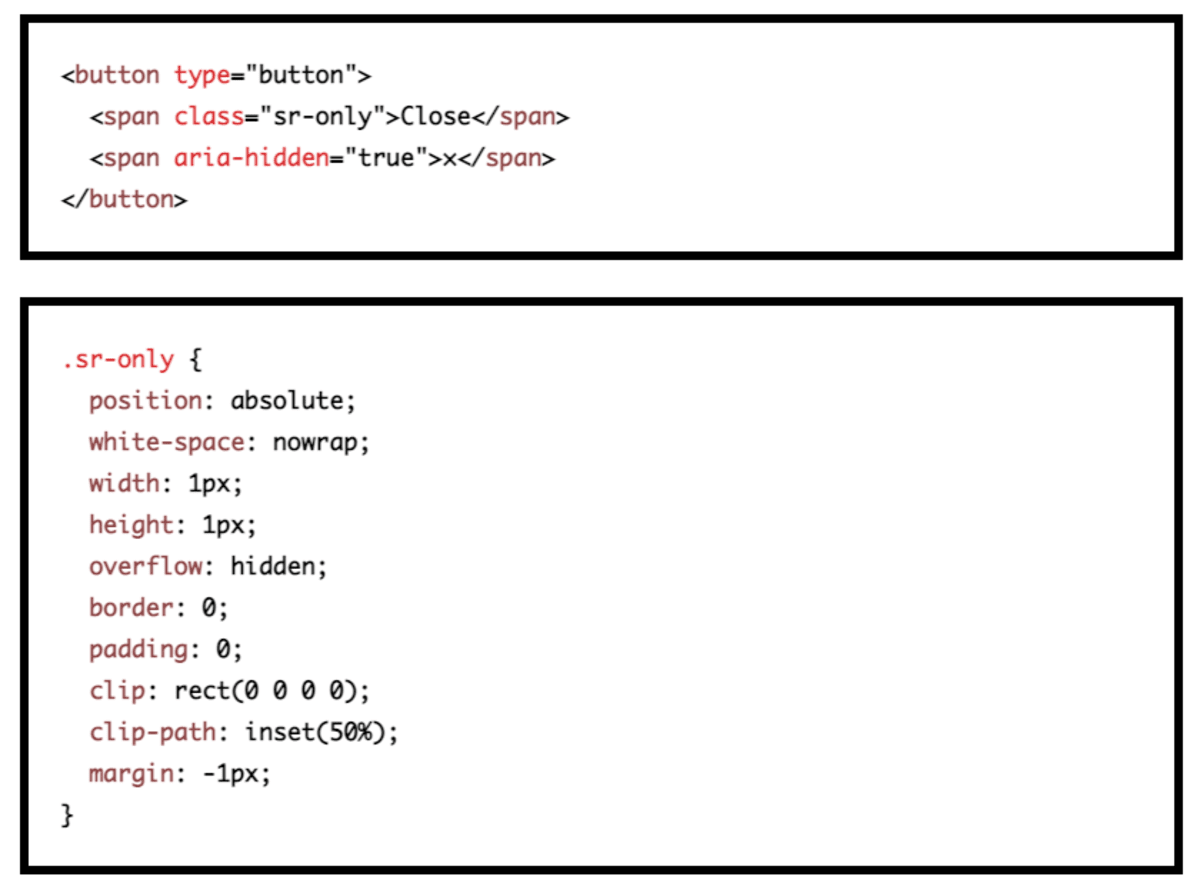 <button type="button">
<span class="sr-only">Close</span>
<span aria-hidden="true">x</span>
</button>
.sr-only {
position: absolute;
white-space: nowrap;
width: 1px;
height: 1px;
overflow: hidden;
border: 0;
padding: 0;
clip: rect(0 0 0 0);
clip-path: inset(50%);
margin: -1px;
}